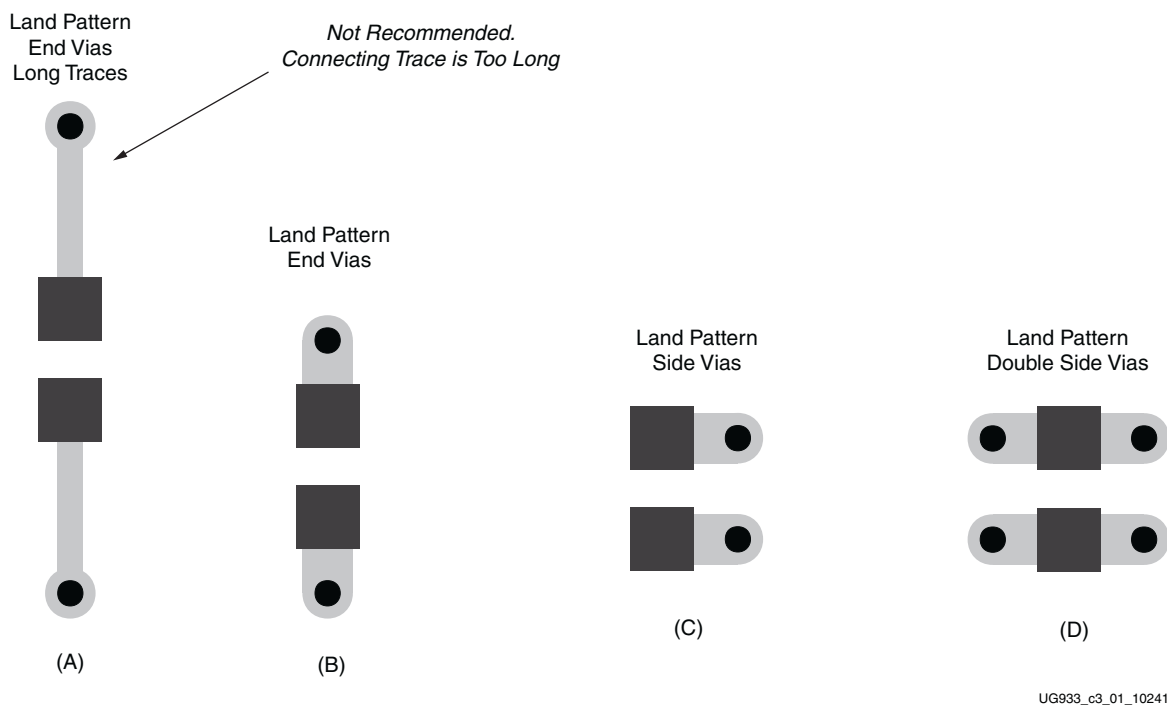 Land Pattern
End Vias
Long Traces
Not Recommended.
Connecting Trace is Too Long
Land Pattern
End Vias
Land Pattern
Side Vias
Land Pattern
Double Side Vias
(A)
(B)
(C)
(D)
UG933_c3_01_10241